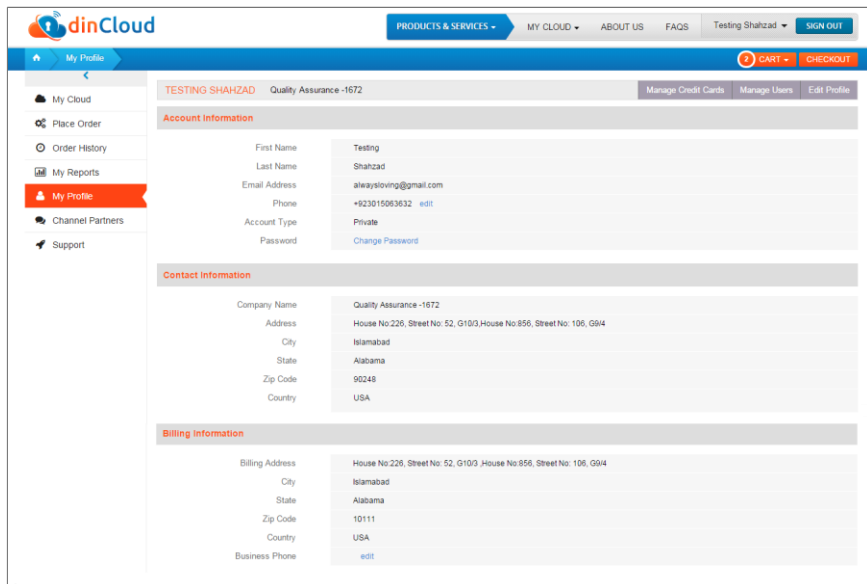 dinCloud
PRODUCTS & SERVICES MY CLOUD ABOUT US FAQS Testing Shahzad SIGN OUT
My Profile 2 CART CHECKOUT
TESTING SHAHZAD Quality Assurance -1672 Manage Credit Cards Manage Users Edit Profile
My Cloud
Place Order
Order History
My Reports
My Profile
Channel Partners
Support
Account Information
First Name Testing
Last Name Shahzad
Email Address alwaysloving@gmail.com
Phone +923015063632 edit
Account Type Private
Password Change Password
Contact Information
Company Name Quality Assurance -1672
Address House No:226, Street No: 52, G10/3,House No:856, Street No: 106, G9/4
City Islamabad
State Alabama
Zip Code 90248
Country USA
Billing Information
Billing Address House No:226, Street No: 52, G10/3 ,House No:856, Street No: 106, G9/4
City Islamabad
State Alabama
Zip Code 10111
Country USA
Business Phone edit